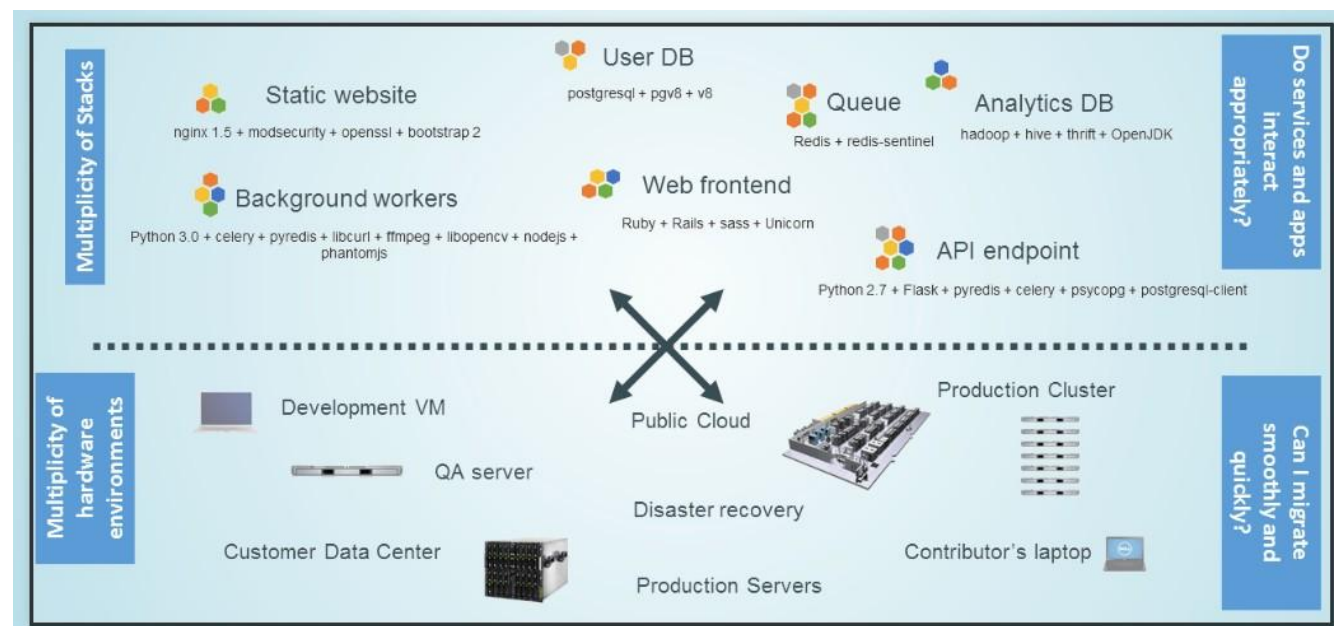 Multiplicity of Stacks
Static website
nginx 1.5 + modsecurity + openssl + bootstrap 2
User DB
postgresql + pgv8 + v8
Queue
Redis + redis-sentinel
Analytics DB
hadoop + hive + thrift + OpenJDK
Background workers
Python 3.0 + celery + pyredis + libcurl + ffmpeg + libopencv + nodejs +
phantomjs
Web frontend
Ruby + Rails + sass + Unicorn
API endpoint
Python 2.7 + Flask + pyredis + celery + psycopg + postgresql-client
Do services and apps
interact
appropriately?
Multiplicity of
hardware
environments
Development VM
QA server
Customer Data Center
Public Cloud
Disaster recovery
Production Servers
Production Cluster
Contributor's laptop
Can I migrate
smoothly and
quickly?